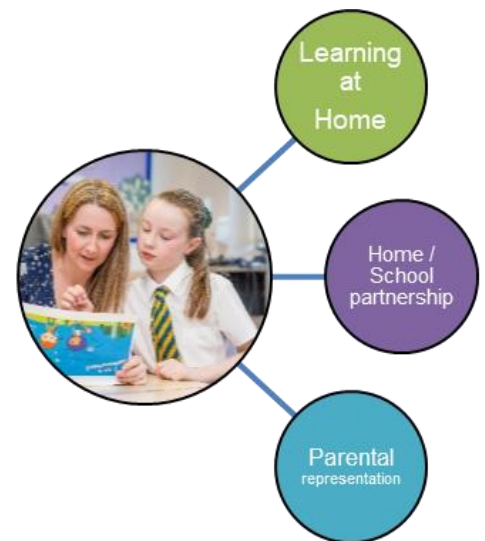 Learning
at
Home
Home /
School
partnership
Parental
representation